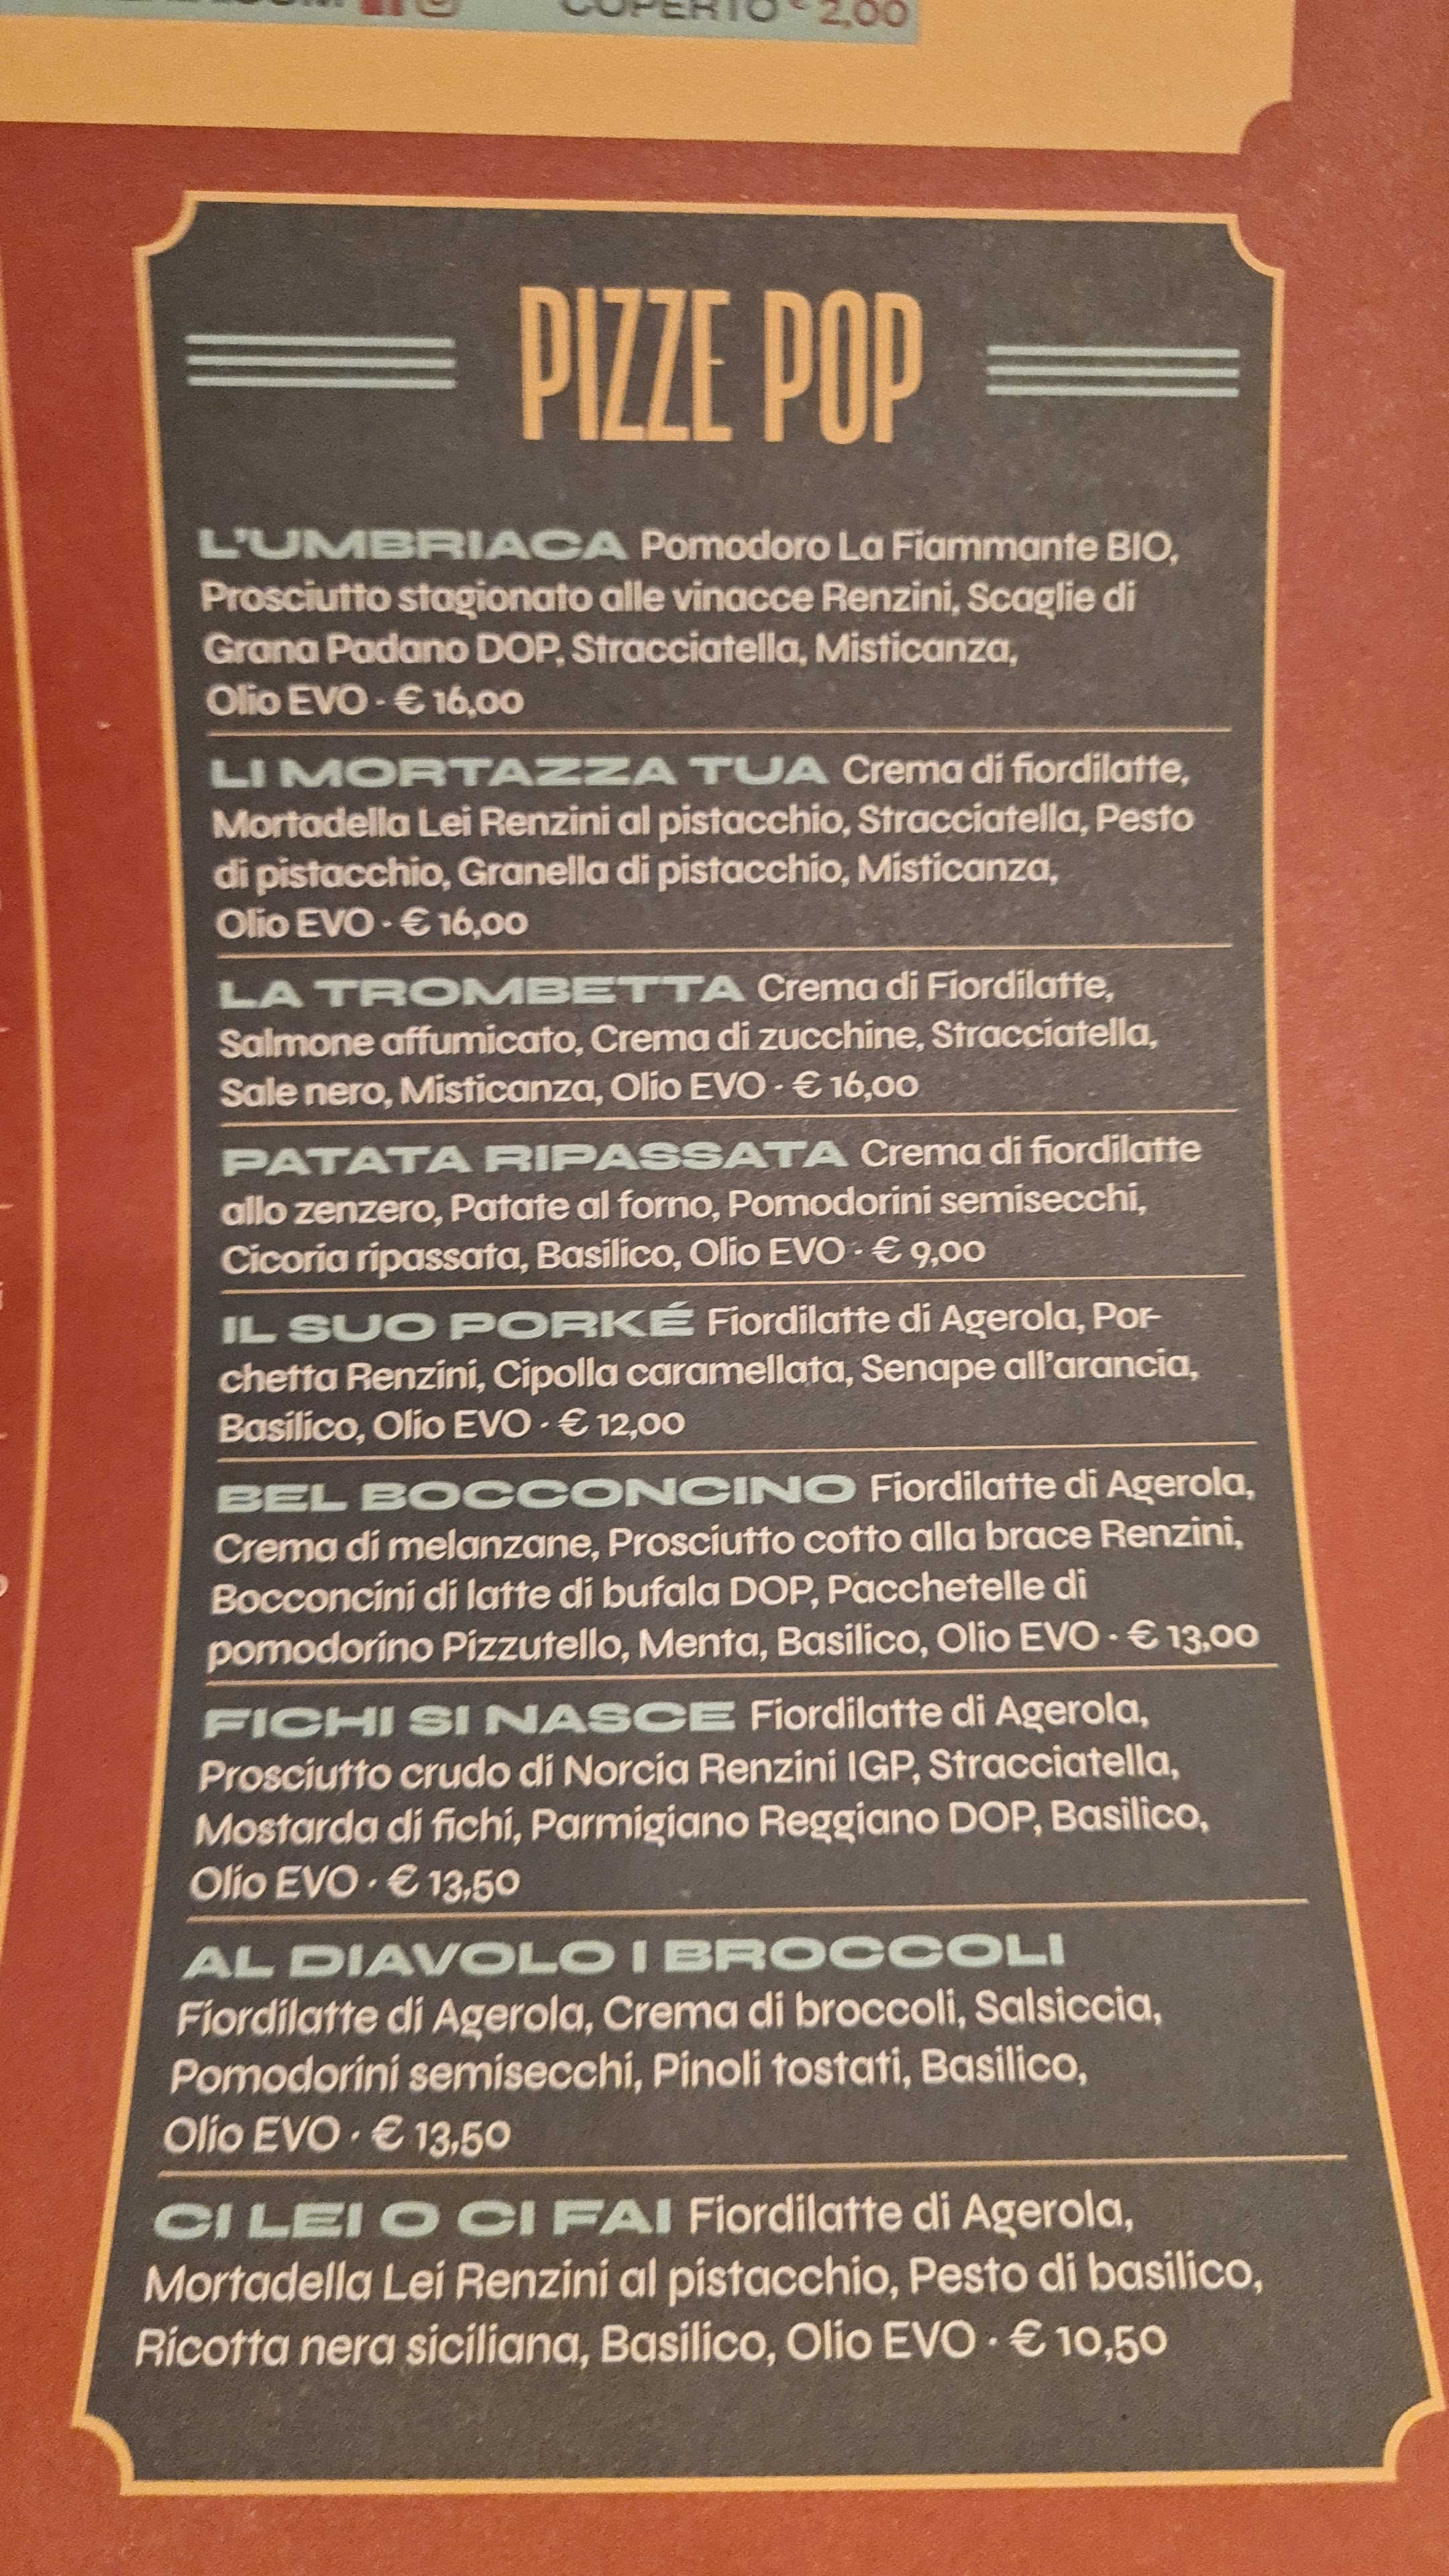 COPERTO € 2,00
PIZZE POP
L'UMBRIACA Pomodoro La Fiammante BIO,
Prosciutto stagionato alle vinacce Renzini, Scaglie di
Grana Padano DOP, Stracciatella, Misticanza,
Olio EVO · € 16,00
LI MORTAZZA TUA Crema di fiordilatte,
Mortadella Lei Renzini al pistacchio, Stracciatella, Pesto
di pistacchio, Granella di pistacchio, Misticanza,
Olio EVO · € 16,00
LA TROMBETTA Crema di Fiordilatte,
Salmone affumicato, Crema di zucchine, Stracciatella,
Sale nero, Misticanza, Olio EVO · € 16,00
PATATA RIPASSATA Crema di fiordilatte
allo zenzero, Patate al forno, Pomodorini semisecchi,
Cicoria ripassata, Basilico, Olio EVO · € 9,00
IL SUO PORKÉ Fiordilatte di Agerola, Por-
chetta Renzini, Cipolla caramellata, Senape all'arancia,
Basilico, Olio EVO · € 12,00
BEL BOCCONCINO Fiordilatte di Agerola,
Crema di melanzane, Prosciutto cotto alla brace Renzini,
Bocconcini di latte di bufala DOP, Pacchetelle di
pomodorino Pizzutello, Menta, Basilico, Olio EVO · € 13,00
FICHI SI NASCE Fiordilatte di Agerola,
Prosciutto crudo di Norcia Renzini IGP, Stracciatella,
Mostarda di fichi, Parmigiano Reggiano DOP, Basilico,
Olio EVO · € 13,50
AL DIAVOLO I BROCCOLI
Fiordilatte di Agerola, Crema di broccoli, Salsiccia,
Pomodorini semisecchi, Pinoli tostati, Basilico,
Olio EVO · € 13,50
CI LEI O CI FAI Fiordilatte di Agerola,
Mortadella Lei Renzini al pistacchio, Pesto di basilico,
Ricotta nera siciliana, Basilico, Olio EVO · € 10,50